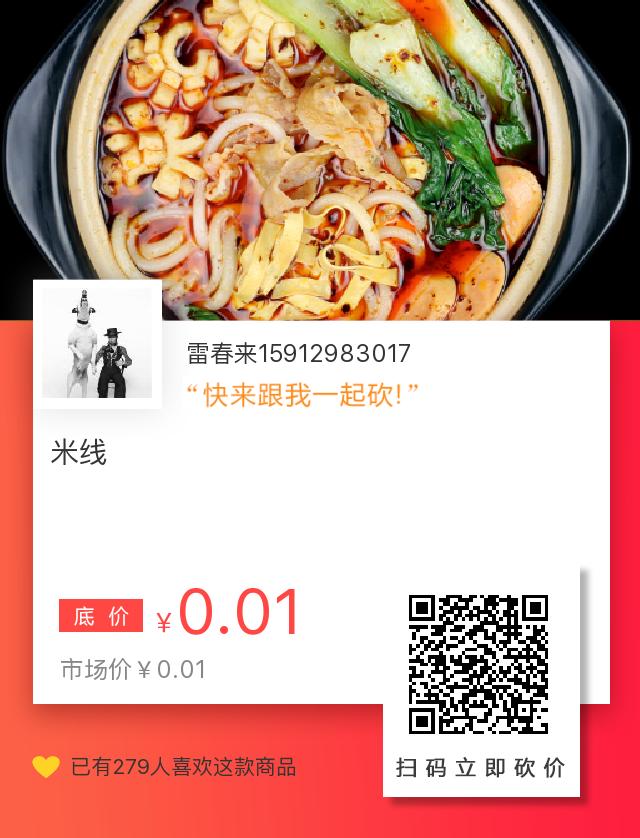 雷春来15912983017
“快来跟我一起砍!”
米线
底 价 ¥0.01
市场价¥0.01
已有279人喜欢这款商品
扫码立即砍价